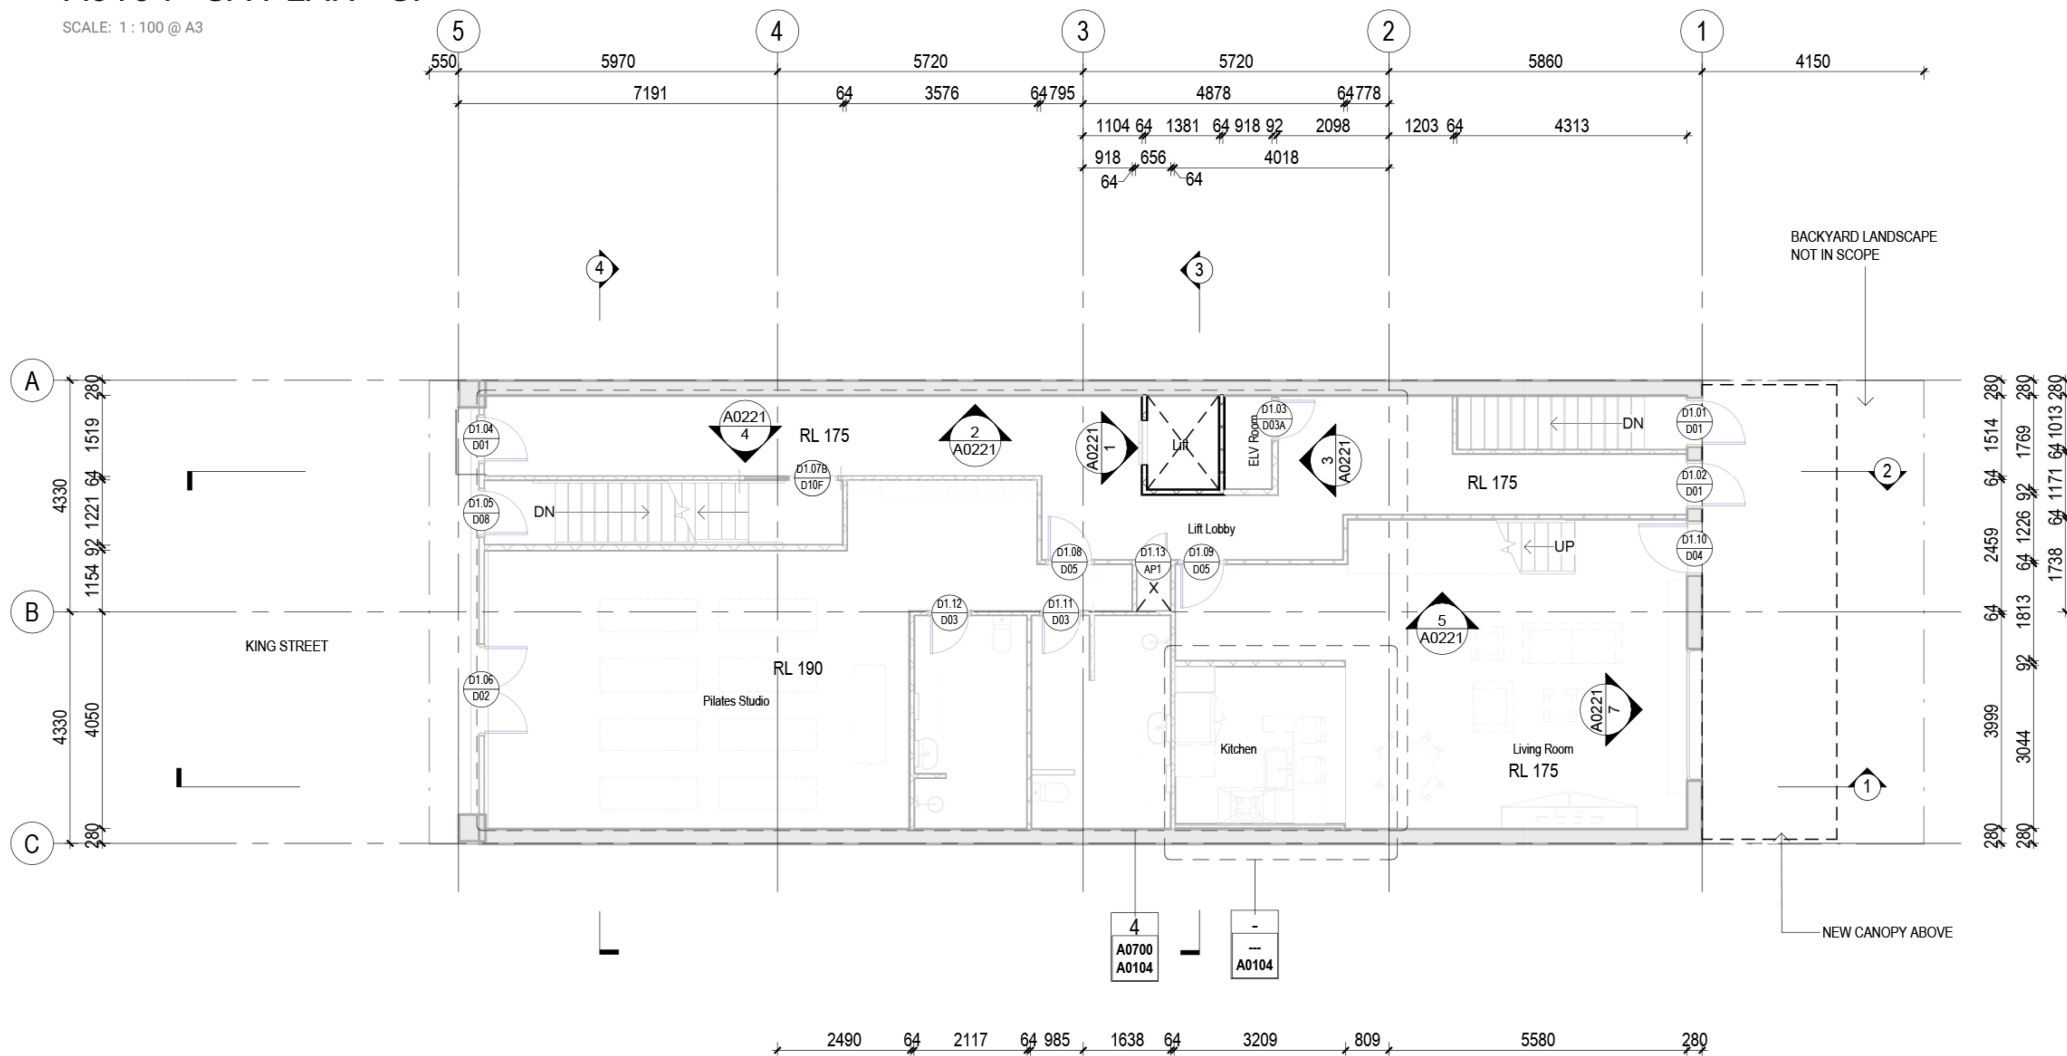 SCALE: 1 : 100 @ A3
5
4
3
2
1
550
5970
5720
5720
5860
4150
7191
64
3576
64
795
4878
64
778
1104
64
1381
64
918
92
2098
1203
64
4313
918
656
4018
64
64
BACKYARD LANDSCAPE
NOT IN SCOPE
4
3
A
B
C
4330
4330
280
1519
64
1221
92
1154
4050
280
D1.04
D01
A0221
4
RL 175
2
A0221
A0221
1
Lift
ELV Room
D1.03
D03A
3
A0221
DN
D1.01
D01
D1.07B
D10F
RL 175
D1.02
D01
2
D1.05
D08
DN
Lift Lobby
UP
D1.10
D04
D1.08
D05
D1.13
AP1
D1.09
D05
D1.12
D03
D1.11
D03
5
A0221
KING STREET
RL 190
Pilates Studio
D1.06
D02
A0221
7
Kitchen
Living Room
RL 175
1
280
1514
64
2459
64
3999
280
280
1769
92
1226
64
1813
92
3044
280
280
1013
64
1171
64
1738
NEW CANOPY ABOVE
4
A0700
A0104
-
---
A0104
2490
64
2117
64
985
1638
64
3209
809
5580
280